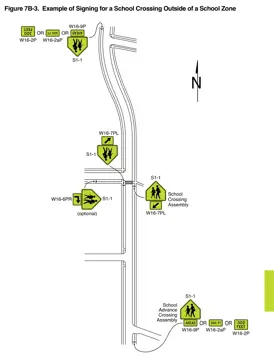 Figure 7B-3. Example of Signing for a School Crossing Outside of a School Zone
W16-9P
OR OR AHEAD
W16-2P W16-2aP
S1-1
N
W16-7PL
S1-1
S1-1
W16-6PR S1-1
(optional)
School
Crossing
Assembly
W16-7PL
S1-1
School
Advance
Crossing
Assembly
AHEAD OR OR
W16-9P W16-2aP W16-2P